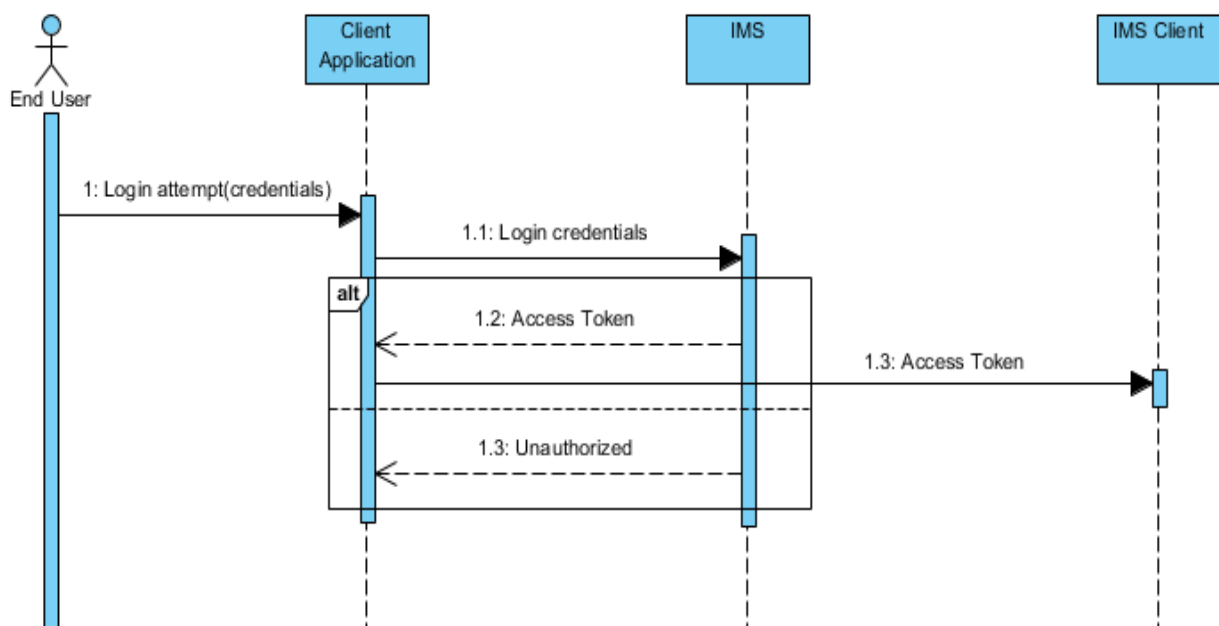 Client
Application
IMS
IMS Client
End User
1: Login attempt(credentials)
1.1: Login credentials
alt
1.2: Access Token
1.3: Access Token
1.3: Unauthorized